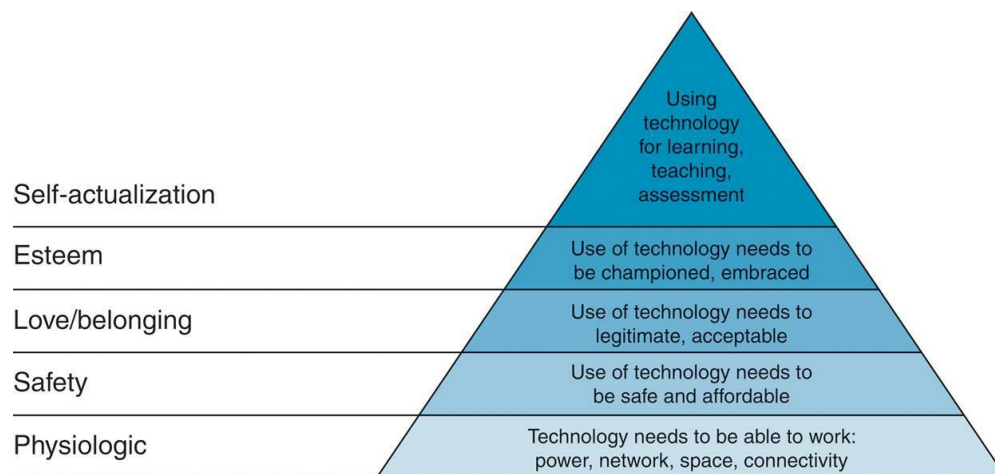 Using
technology
for learning,
teaching,
assessment
Self-actualization
Esteem
Use of technology needs to
be championed, embraced
Love/belonging
Use of technology needs to
legitimate, acceptable
Safety
Use of technology needs to
be safe and affordable
Physiologic
Technology needs to be able to work:
power, network, space, connectivity